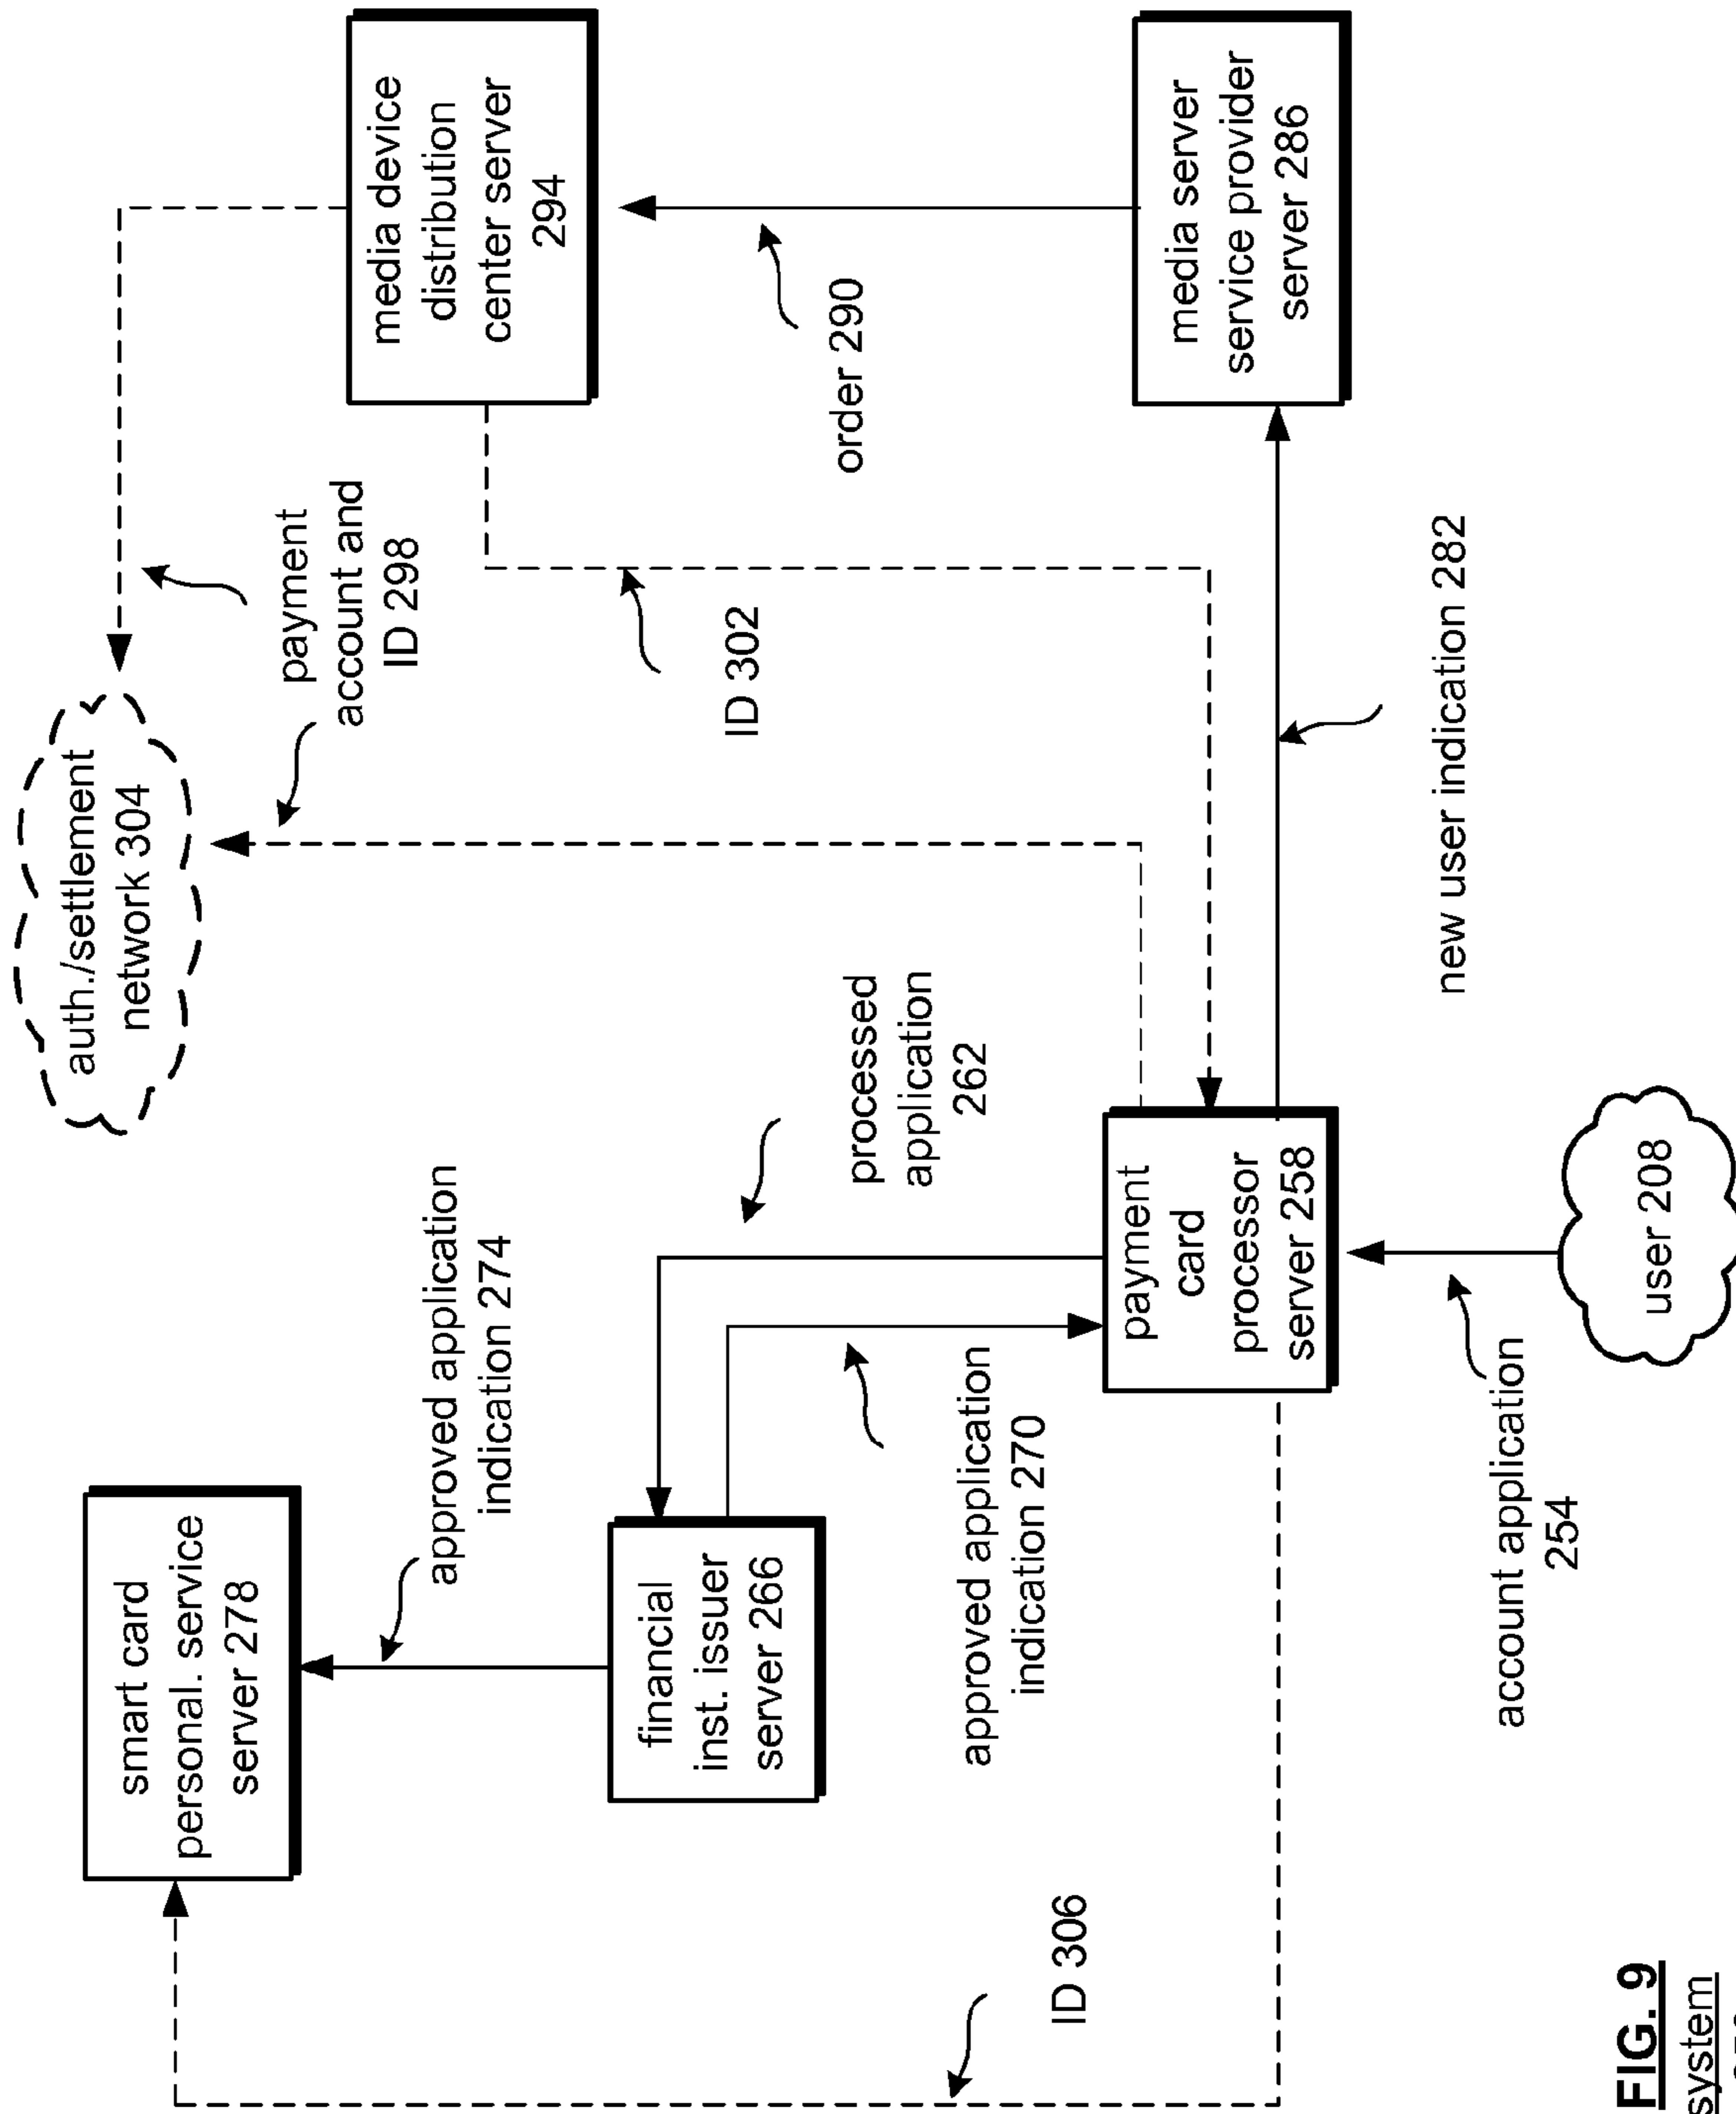 smart card
personal. service
server 278
auth./settlement
network 304
payment
account and
ID 298
media device
distribution
center server
294
approved application
indication 274
financial
inst. issuer
server 266
ID 302
order 290
processed
application
262
approved application
indication 270
ID 306
payment
card
processor
server 258
media server
service provider
server 286
new user indication 282
account application
254
user 208
FIG. 9
system